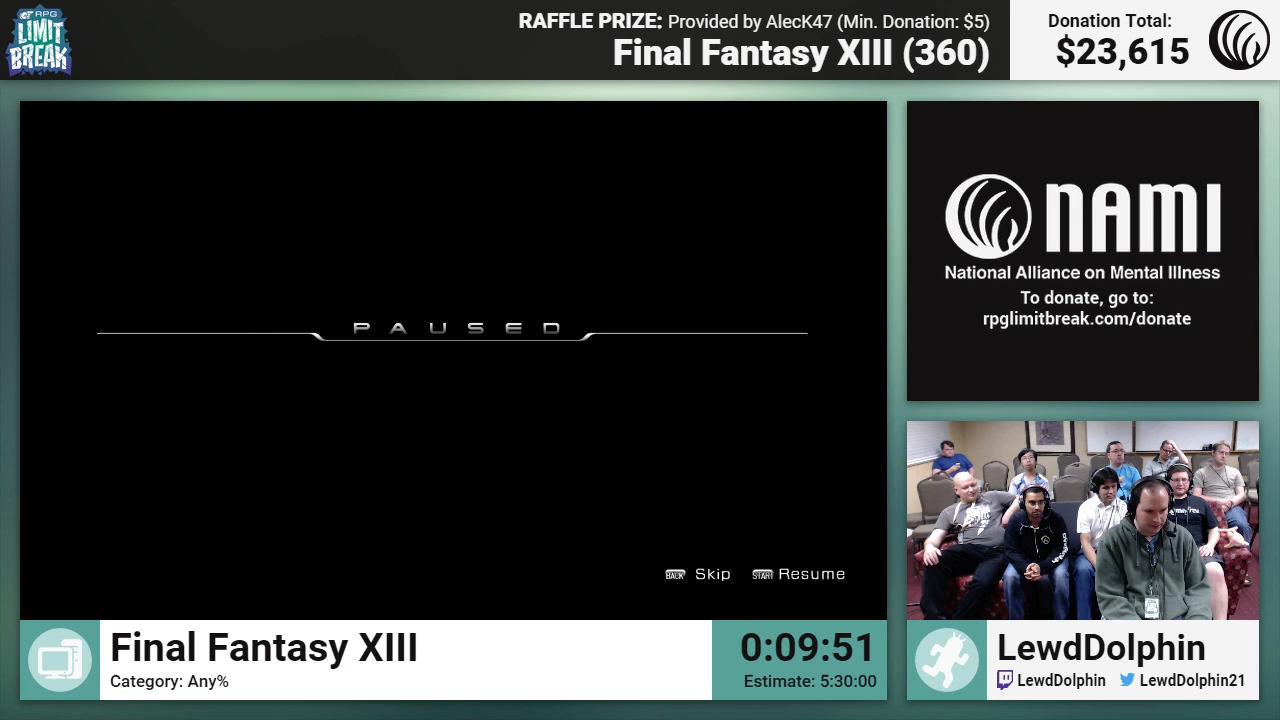 RPG
LIMIT
BREAK
RAFFLE PRIZE: Provided by AlecK47 (Min. Donation: $5)
Final Fantasy XIII (360)
Donation Total:
$23,615
PAUSED
BACK Skip START Resume
NAMI
National Alliance on Mental Illness
To donate, go to:
rpglimitbreak.com/donate
Final Fantasy XIII
Category: Any%
0:09:51
Estimate: 5:30:00
LewdDolphin
LewdDolphin LewdDolphin21